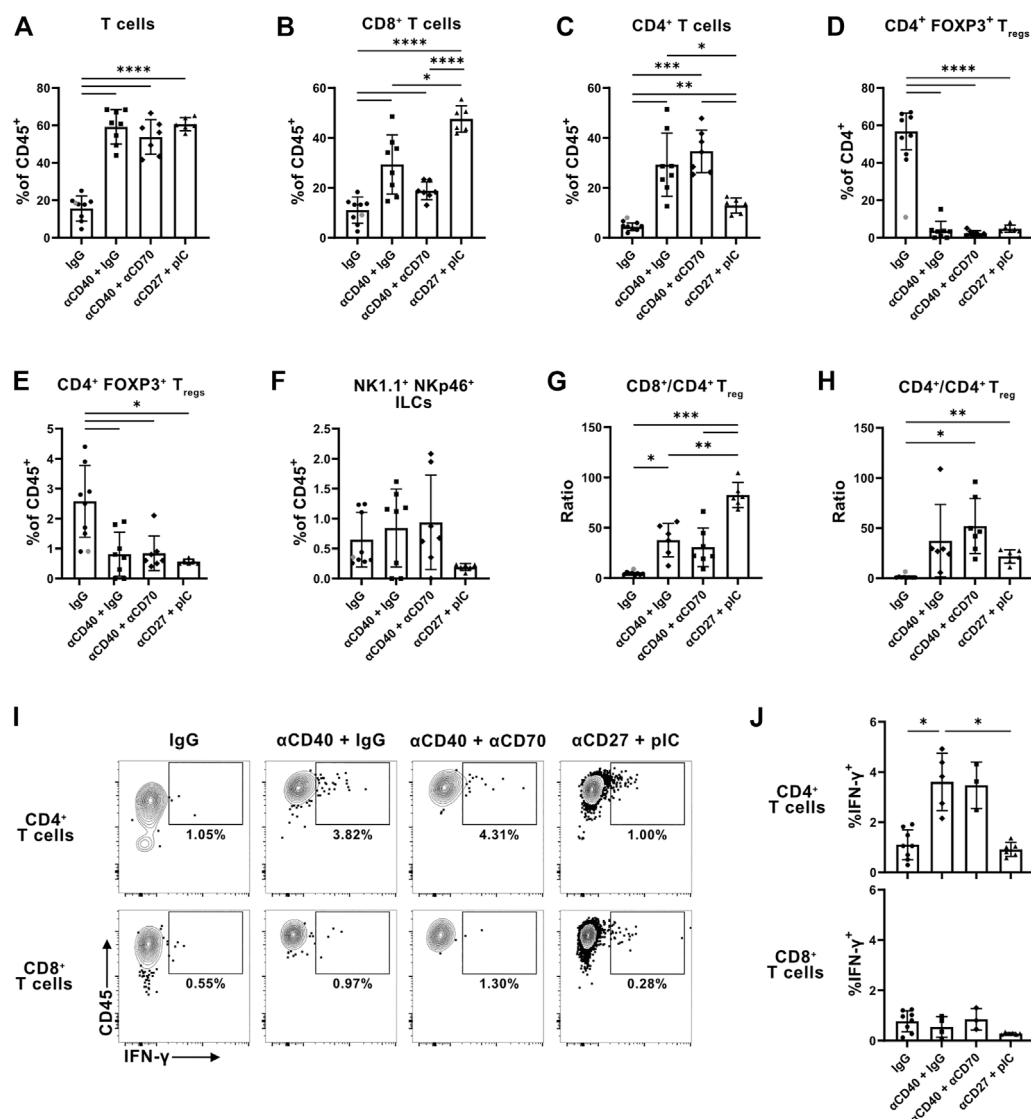 A
T cells
****
%of CD45⁺
80
60
40
20
0
IgG
αCD40 + IgG
αCD40 + αCD70
αCD27 + pIC
B
CD8⁺ T cells
****
****
*
%of CD45⁺
80
60
40
20
0
IgG
αCD40 + IgG
αCD40 + αCD70
αCD27 + pIC
C
CD4⁺ T cells
*
***
**
%of CD45⁺
60
40
20
0
IgG
αCD40 + IgG
αCD40 + αCD70
αCD27 + pIC
D
CD4⁺ FOXP3⁺ Tregs
****
%of CD4⁺
80
60
40
20
0
IgG
αCD40 + IgG
αCD40 + αCD70
αCD27 + pIC
E
CD4⁺ FOXP3⁺ Tregs
*
%of CD45⁺
5
4
3
2
1
0
IgG
αCD40 + IgG
αCD40 + αCD70
αCD27 + pIC
F
NK1.1⁺ NKp46⁺
ILCs
%of CD45⁺
2.5
2.0
1.5
1.0
0.5
0.0
IgG
αCD40 + IgG
αCD40 + αCD70
αCD27 + pIC
G
CD8⁺/CD4⁺ Treg
***
*
**
Ratio
150
100
50
0
IgG
αCD40 + IgG
αCD40 + αCD70
αCD27 + pIC
H
CD4⁺/CD4⁺ Treg
**
*
Ratio
150
100
50
0
IgG
αCD40 + IgG
αCD40 + αCD70
αCD27 + pIC
I
IgG
αCD40 + IgG
αCD40 + αCD70
αCD27 + pIC
CD4⁺
T cells
1.05%
3.82%
4.31%
1.00%
CD8⁺
T cells
0.55%
0.97%
1.30%
0.28%
CD45
IFN-γ
J
CD4⁺
T cells
%IFN-γ⁺
*
*
6
4
2
0
CD8⁺
T cells
%IFN-γ⁺
6
4
2
0
IgG
αCD40 + IgG
αCD40 + αCD70
αCD27 + pIC